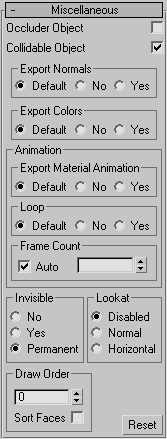 - Miscellaneous
Occluder Object
Collidable Object
Export Normals
Default No Yes
Export Colors
Default No Yes
Animation
Export Material Animation
Default No Yes
Loop
Default No Yes
Frame Count
Auto
Invisible Lookat
No Disabled
Yes Normal
Permanent Horizontal
Draw Order
0
Sort Faces Reset